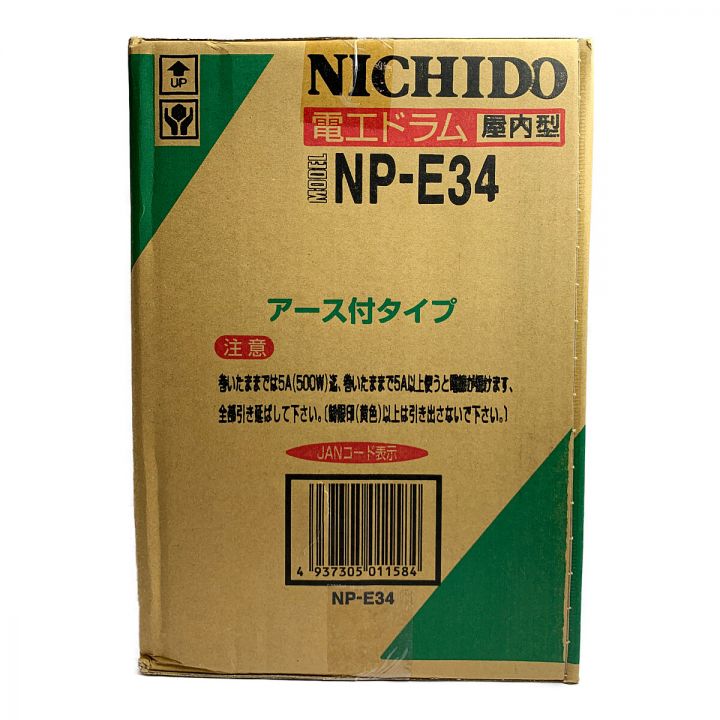 UP
NICHIDO
電工ドラム 屋内型
MODEL NP-E34
アース付タイプ
注意
巻いたままでは5A(500W)迄、巻いたままで5A以上使うと電線が傷けます、
全部引き延ばして下さい。(制限印(黄色)以上は引き出さないで下さい。)
JANコード表示
4 937305 011584
NP-E34